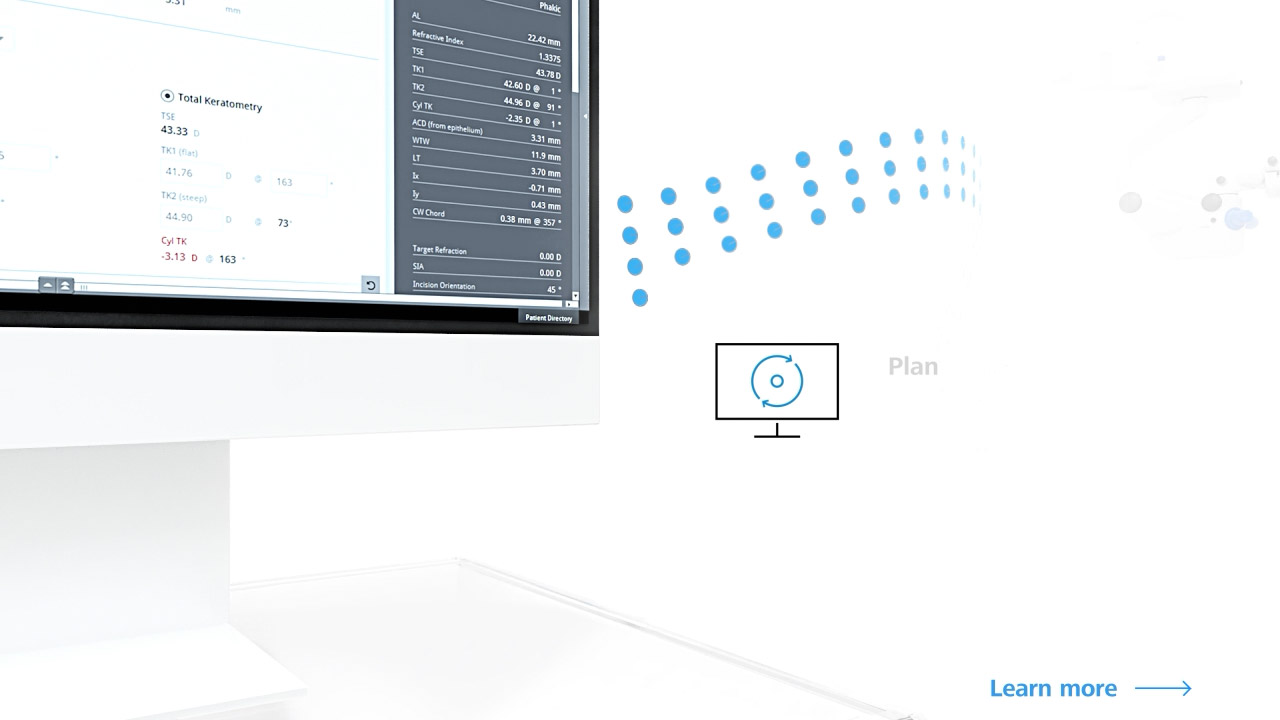 mm
Total Keratometry
TSE
43.33 D
TK1 (flat)
41.76 D @ 163 °
TK2 (steep)
44.90 D @ 73°
Cyl TK
-3.13 D @ 163 °
Phakic
AL 22.42 mm
Refractive Index 1.3375
TSE 43.78 D
TK1 42.60 D @ 1 °
TK2 44.96 D @ 91 °
Cyl TK -2.35 D @ 1 °
ACD (from epithelium) 3.31 mm
WTW 11.9 mm
LT 3.70 mm
Ix -0.71 mm
Iy 0.43 mm
CW Chord 0.38 mm @ 357 °
Target Refraction 0.00 D
SIA 0.00 D
Incision Orientation 45 °
Patient Directory
Plan
Learn more